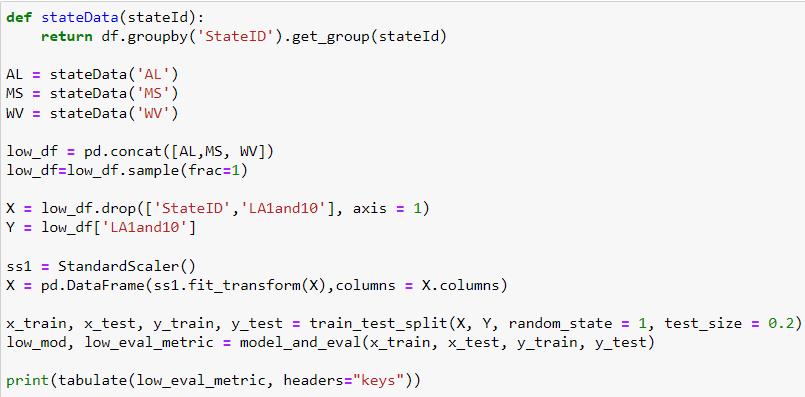 def stateData(stateId):
    return df.groupby('StateID').get_group(stateId)
AL = stateData('AL')
MS = stateData('MS')
WV = stateData('WV')
low_df = pd.concat([AL,MS, WV])
low_df=low_df.sample(frac=1)
X = low_df.drop(['StateID','LA1and10'], axis = 1)
Y = low_df['LA1and10']
ss1 = StandardScaler()
X = pd.DataFrame(ss1.fit_transform(X),columns = X.columns)
x_train, x_test, y_train, y_test = train_test_split(X, Y, random_state = 1, test_size = 0.2)
low_mod, low_eval_metric = model_and_eval(x_train, x_test, y_train, y_test)
print(tabulate(low_eval_metric, headers="keys"))